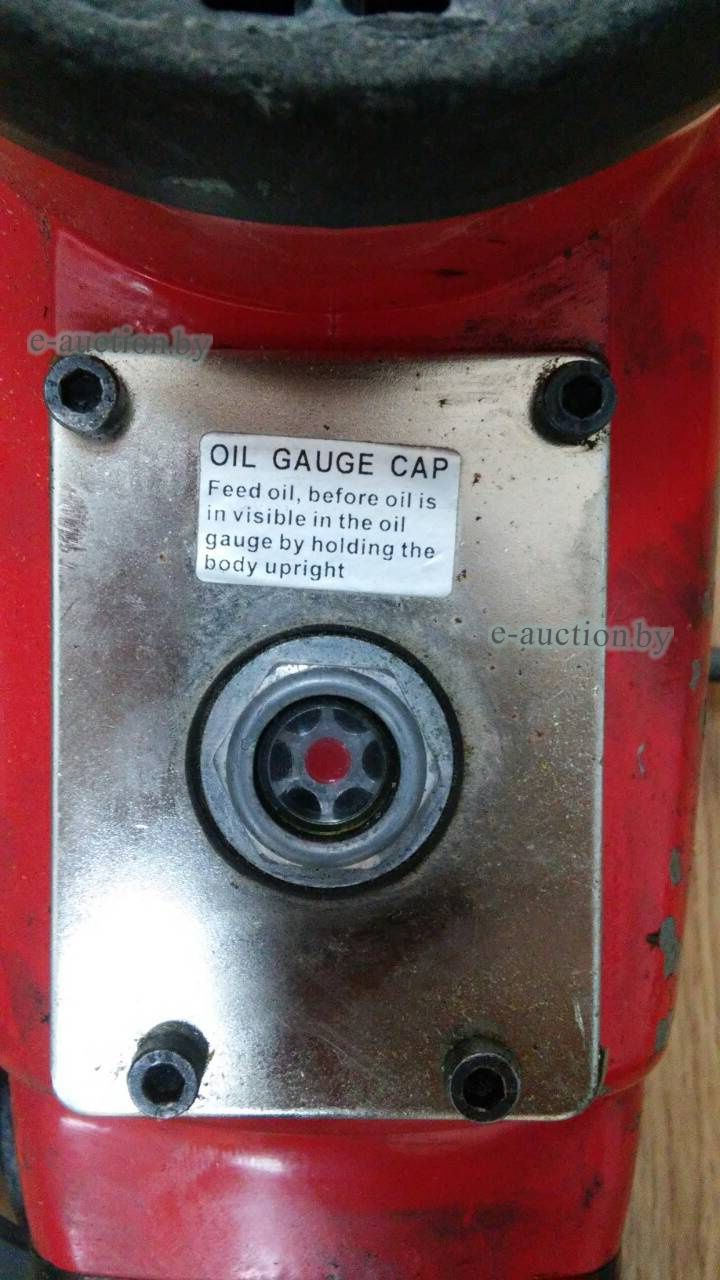 e-auction.by
OIL GAUGE CAP
Feed oil, before oil is
in visible in the oil
gauge by holding the
body upright
e-auction.by